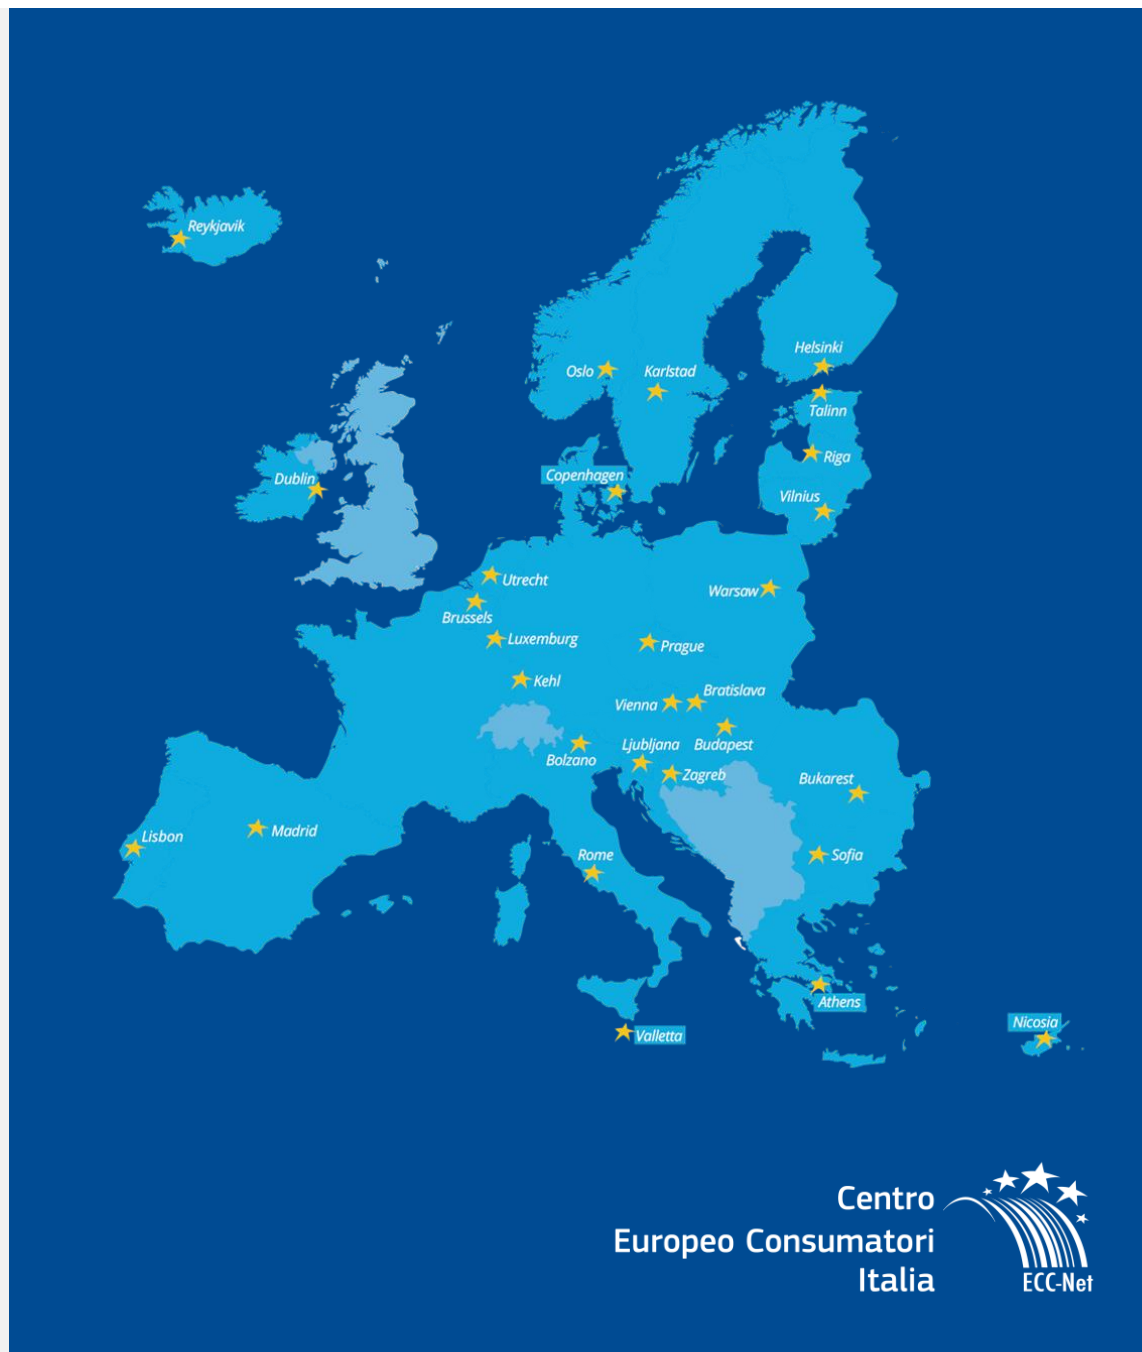 Reykjavik
Helsinki
Oslo
Karlstad
Talinn
Riga
Dublin
Copenhagen
Vilnius
Utrecht
Warsaw
Brussels
Luxemburg
Prague
Kehl
Bratislava
Vienna
Ljubljana
Budapest
Bolzano
Zagreb
Bukarest
Lisbon
Madrid
Rome
Sofia
Athens
Nicosia
Valletta
Centro
Europeo Consumatori
Italia
ECC-Net